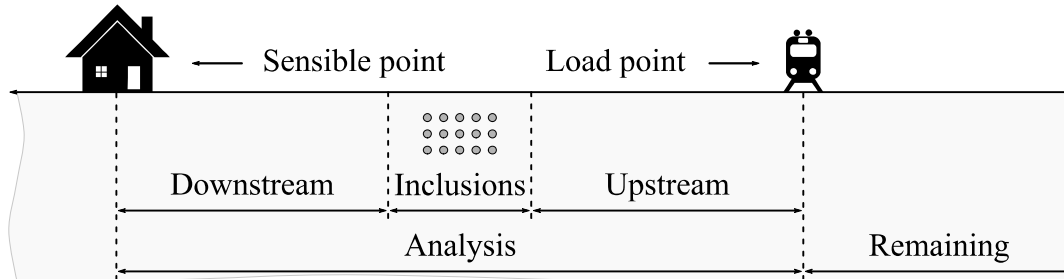 Sensible point
Load point
Downstream
Inclusions
Upstream
Analysis
Remaining